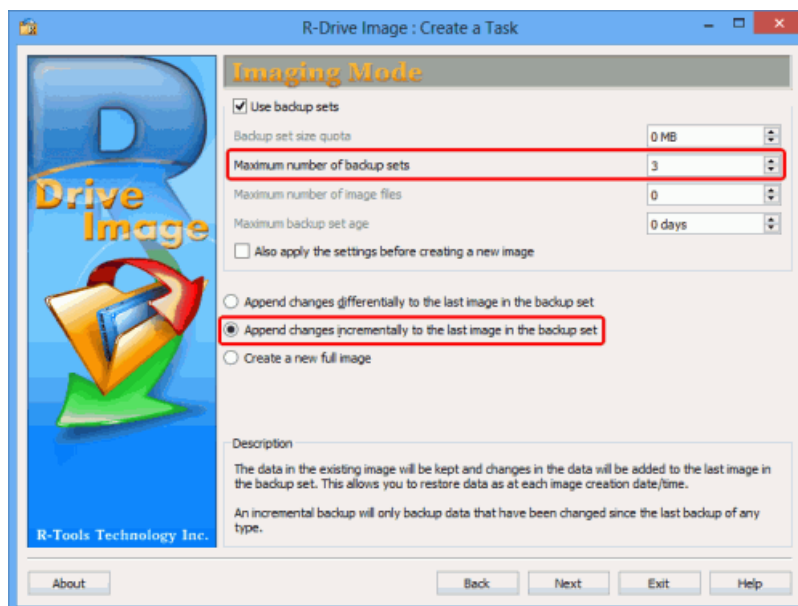 R-Drive Image : Create a Task
R
Drive
Image
R-Tools Technology Inc.
Imaging Mode
Use backup sets
Backup set size quota 0 MB
Maximum number of backup sets 3
Maximum number of image files 0
Maximum backup set age 0 days
Also apply the settings before creating a new image
Append changes differentially to the last image in the backup set
Append changes incrementally to the last image in the backup set
Create a new full image
Description
The data in the existing image will be kept and changes in the data will be added to the last image in
the backup set. This allows you to restore data as at each image creation date/time.
An incremental backup will only backup data that have been changed since the last backup of any
type.
About Back Next Exit Help